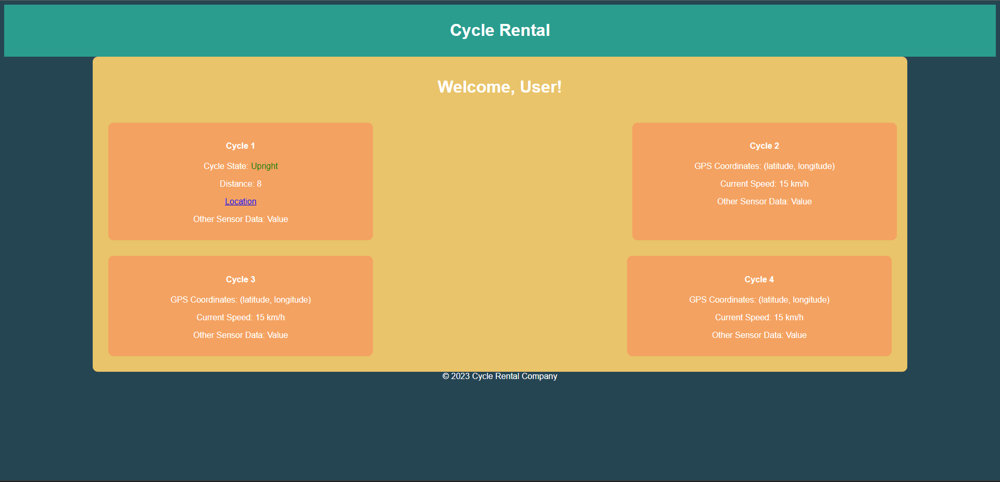 Cycle Rental
Welcome, User!
Cycle 1
Cycle State: Upright
Distance: 8
Location
Other Sensor Data: Value
Cycle 2
GPS Coordinates: (latitude, longitude)
Current Speed: 15 km/h
Other Sensor Data: Value
Cycle 3
GPS Coordinates: (latitude, longitude)
Current Speed: 15 km/h
Other Sensor Data: Value
Cycle 4
GPS Coordinates: (latitude, longitude)
Current Speed: 15 km/h
Other Sensor Data: Value
© 2023 Cycle Rental Company